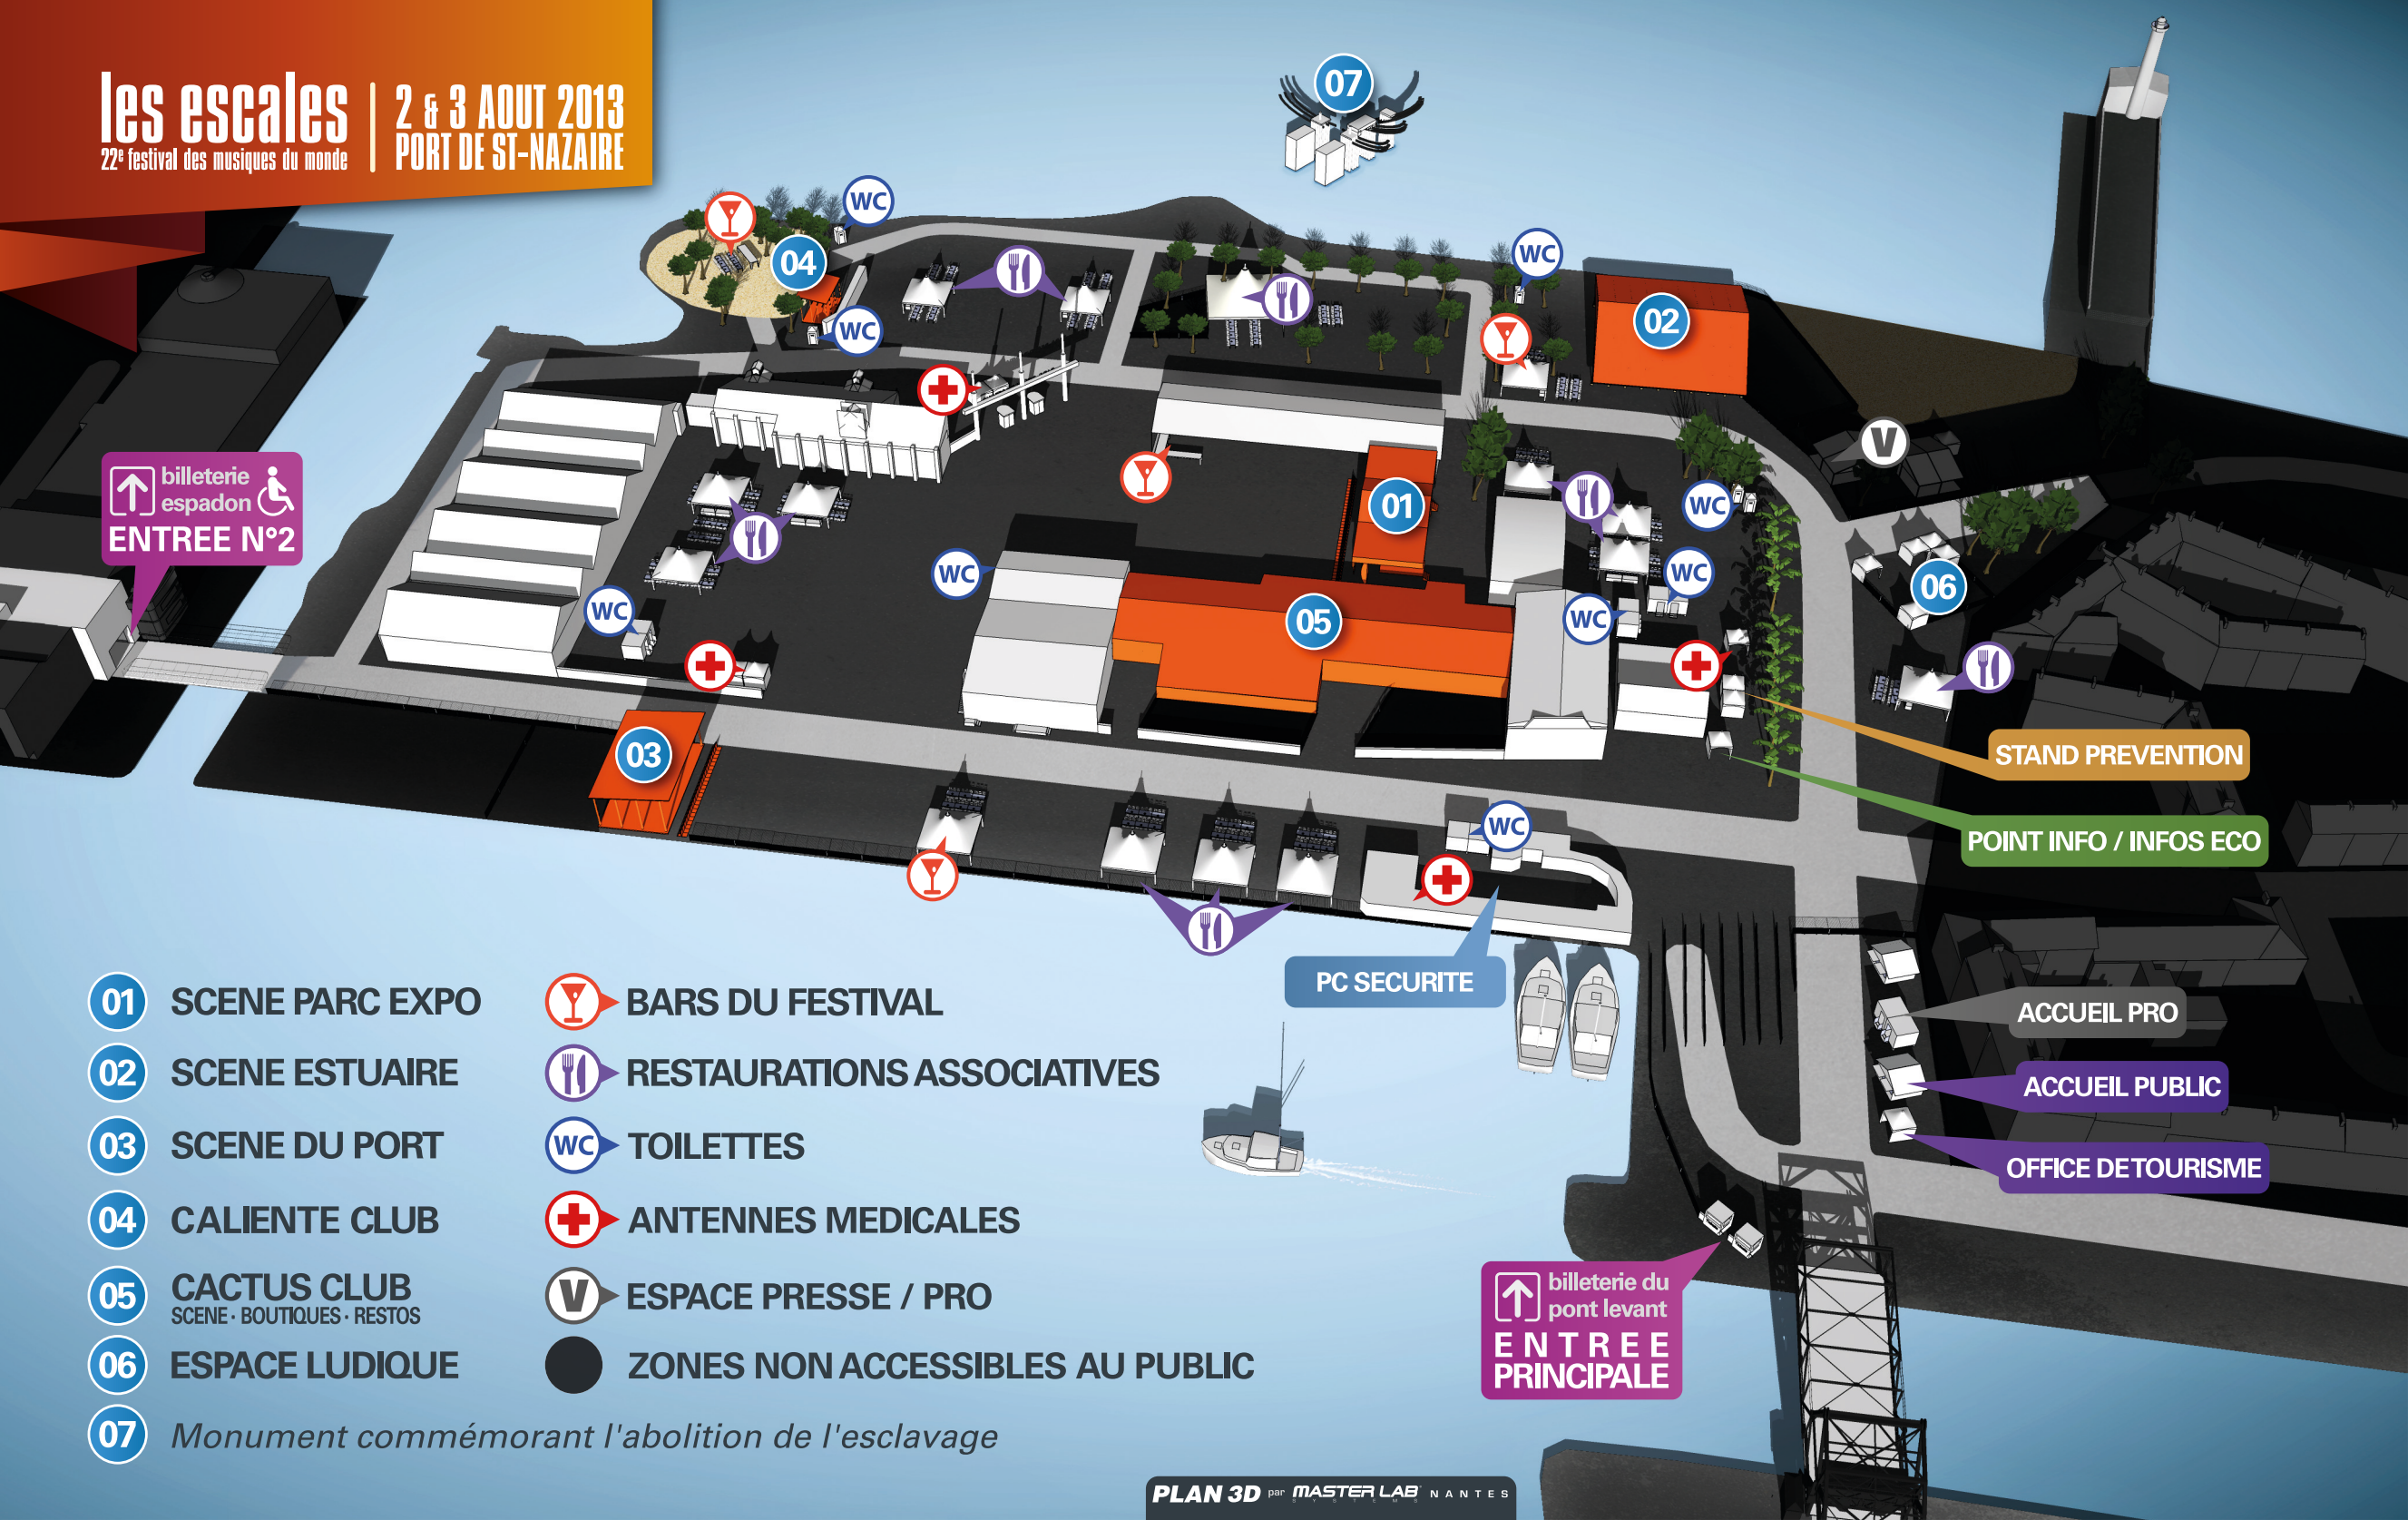 les escales
22e festival des musiques du monde
2 & 3 AOUT 2013
PORT DE ST-NAZAIRE
07
WC
04
WC
WC
02
WC
V
billeterie
espadon
ENTREE N°2
01
WC
WC
WC
WC
WC
05
06
03
STAND PREVENTION
POINT INFO / INFOS ECO
WC
PC SECURITE
ACCUEIL PRO
ACCUEIL PUBLIC
OFFICE DE TOURISME
billeterie du
pont levant
ENTREE
PRINCIPALE
01 SCENE PARC EXPO
02 SCENE ESTUAIRE
03 SCENE DU PORT
04 CALIENTE CLUB
05 CACTUS CLUB
SCENE · BOUTIQUES · RESTOS
06 ESPACE LUDIQUE
07 Monument commémorant l'abolition de l'esclavage
BARS DU FESTIVAL
RESTAURATIONS ASSOCIATIVES
WC TOILETTES
ANTENNES MEDICALES
V ESPACE PRESSE / PRO
ZONES NON ACCESSIBLES AU PUBLIC
PLAN 3D par MASTER LAB NANTES
SYSTEMS